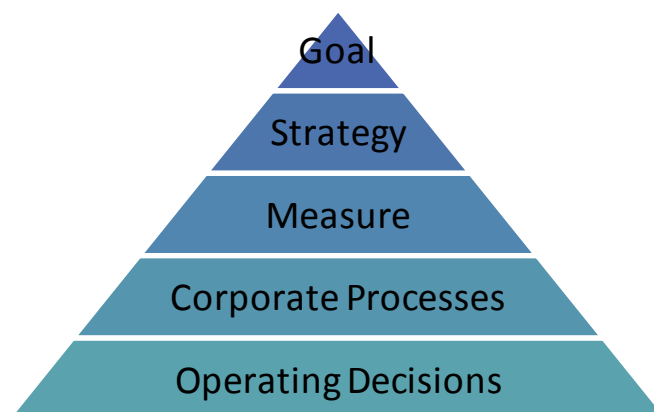 Goal
Strategy
Measure
Corporate Processes
Operating Decisions